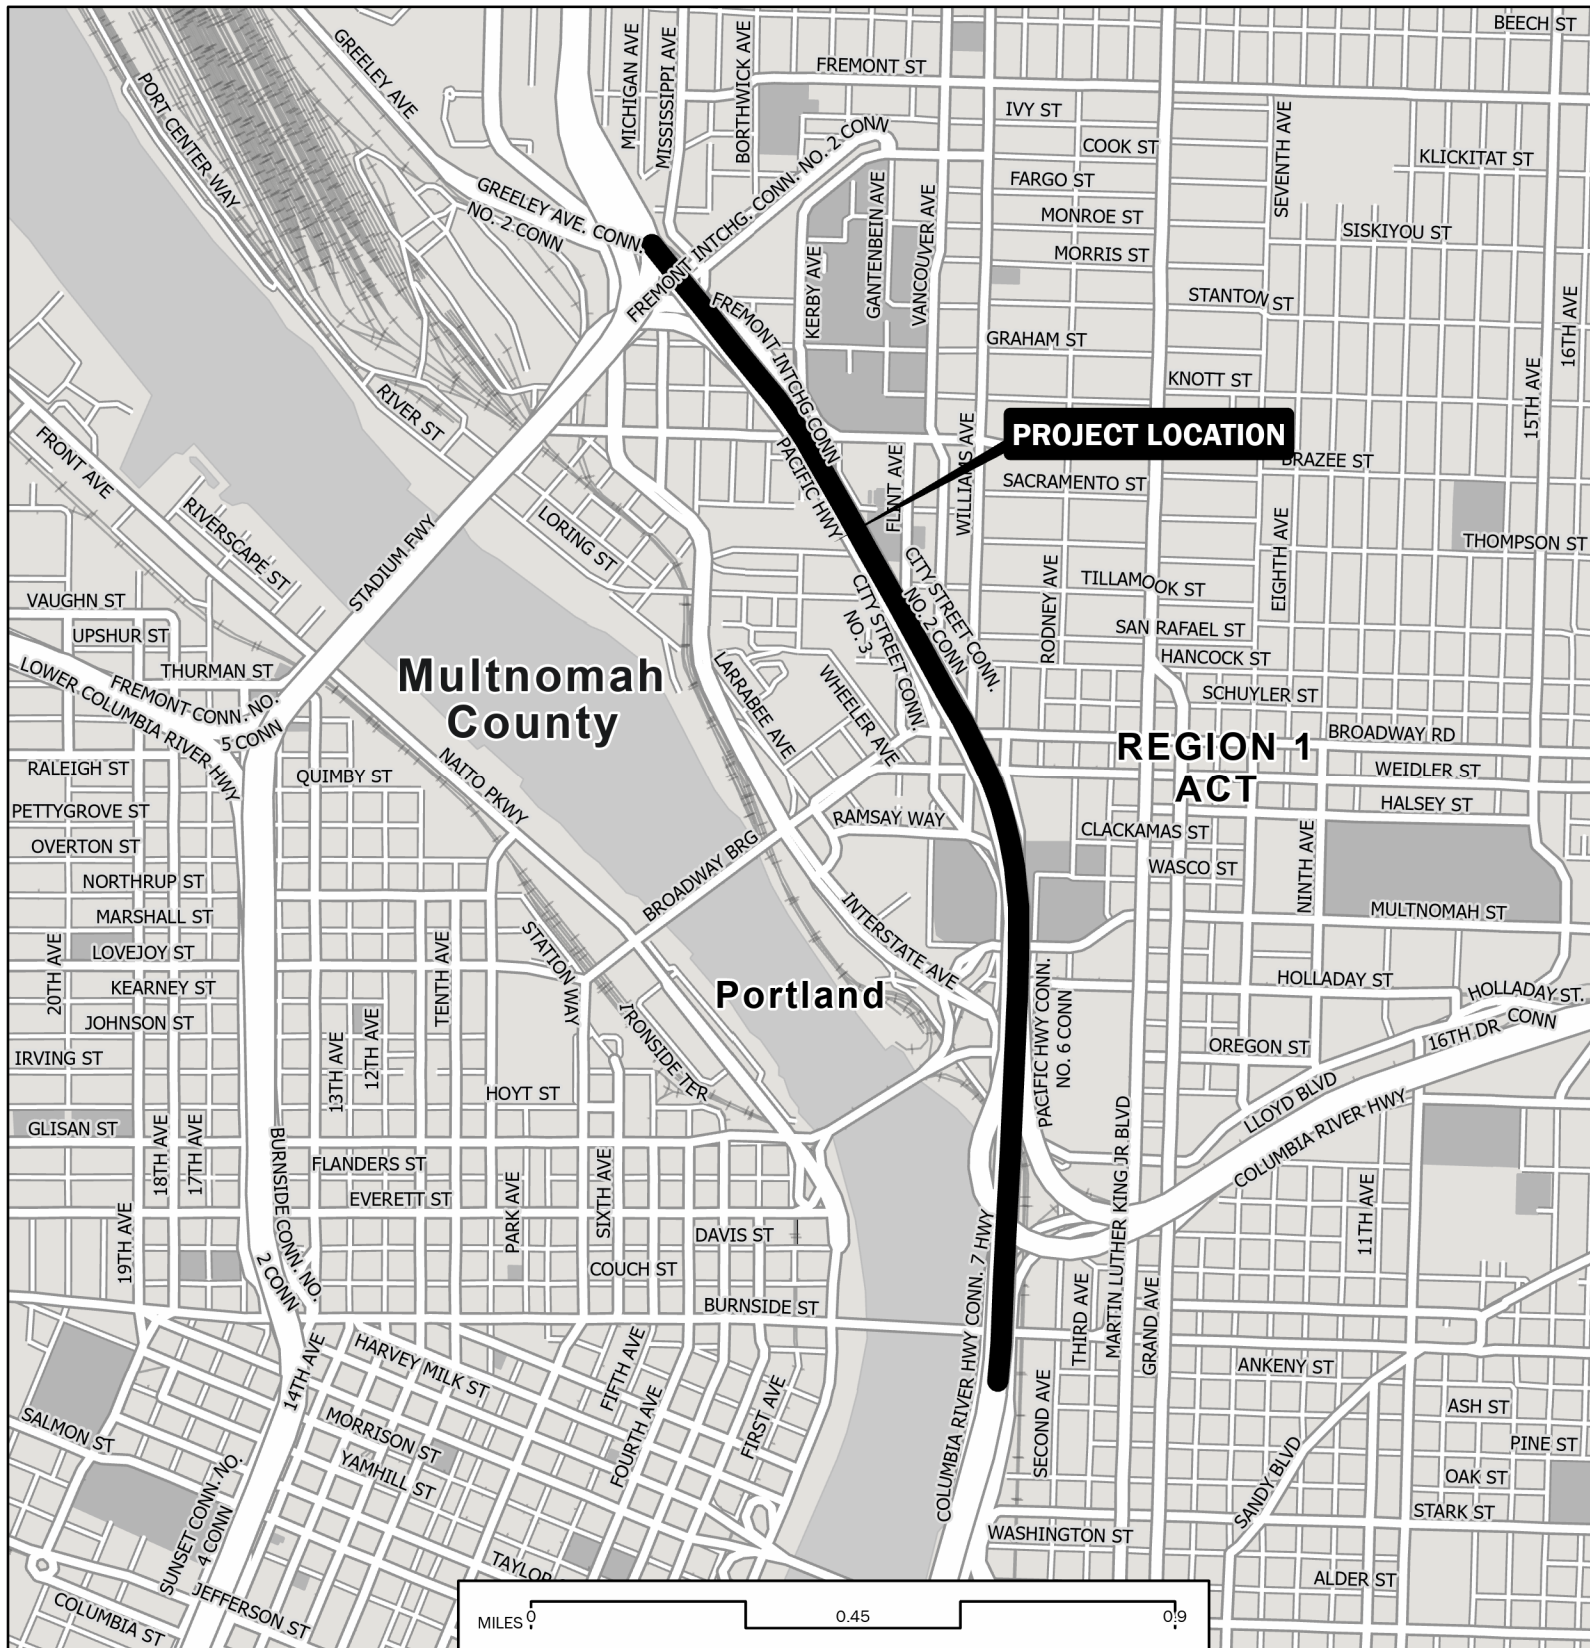 BEECH ST
GREELEY AVE
MICHIGAN AVE
MISSISSIPPI AVE
BORTHWICK AVE
FREMONT ST
PORT CENTER WAY
IVY ST
SEVENTH AVE
FREMONT INTCHG. CONN. NO. 2 CONN
COOK ST
KLICKITAT ST
GREELEY AVE. CONN.
NO. 2 CONN
GANTENBEIN AVE
VANCOUVER AVE
FARGO ST
MONROE ST
SISKIYOU ST
MORRIS ST
KERBY AVE
STANTON ST
16TH AVE
FREMONT INTCHG CONN
GRAHAM ST
KNOTT ST
15TH AVE
RIVER ST
FRONT AVE
PROJECT LOCATION
WILLIAMS AVE
PACIFIC HWY
FLINT AVE
BRAZEE ST
SACRAMENTO ST
RIVERSCAPE ST
LORING ST
STADIUM FWY
EIGHTH AVE
THOMPSON ST
CITY STREET CONN.
NO. 2 CONN
CITY STREET CONN.
NO. 3
RODNEY AVE
TILLAMOOK ST
VAUGHN ST
UPSHUR ST
SAN RAFAEL ST
THURMAN ST
HANCOCK ST
LOWER COLUMBIA RIVER HWY
FREMONT CONN. NO.
5 CONN
Multnomah
County
LARRABEE AVE
WHEELER AVE
SCHUYLER ST
BROADWAY RD
REGION 1
ACT
RALEIGH ST
QUIMBY ST
NAITO PKWY
WEIDLER ST
PETTYGROVE ST
HALSEY ST
RAMSAY WAY
CLACKAMAS ST
OVERTON ST
BROADWAY BRG
WASCO ST
NINTH AVE
NORTHRUP ST
MARSHALL ST
MULTNOMAH ST
INTERSTATE AVE
LOVEJOY ST
20TH AVE
TENTH AVE
STATION WAY
KEARNEY ST
Portland
HOLLADAY ST
HOLLADAY ST.
CONN
JOHNSON ST
IRONSIDE TER
PACIFIC HWY CONN.
NO. 6 CONN
16TH DR
IRVING ST
13TH AVE
12TH AVE
OREGON ST
HOYT ST
LLOYD BLVD
GLISAN ST
18TH AVE
17TH AVE
BURNSIDE CONN. NO.
2 CONN
FLANDERS ST
COLUMBIA RIVER HWY
EVERETT ST
PARK AVE
SIXTH AVE
MARTIN LUTHER KING JR BLVD
11TH AVE
19TH AVE
DAVIS ST
COLUMBIA RIVER HWY CONN. 7 HWY
COUCH ST
BURNSIDE ST
THIRD AVE
GRAND AVE
14TH AVE
HARVEY MILK ST
FIFTH AVE
FOURTH AVE
FIRST AVE
SECOND AVE
ANKENY ST
ASH ST
SALMON ST
MORRISON ST
YAMHILL ST
SANDY BLVD
PINE ST
OAK ST
STARK ST
SUNSET CONN. NO.
4 CONN
WASHINGTON ST
TAYLOR
ALDER ST
JEFFERSON ST
COLUMBIA ST
MILES 0 0.45 0.9